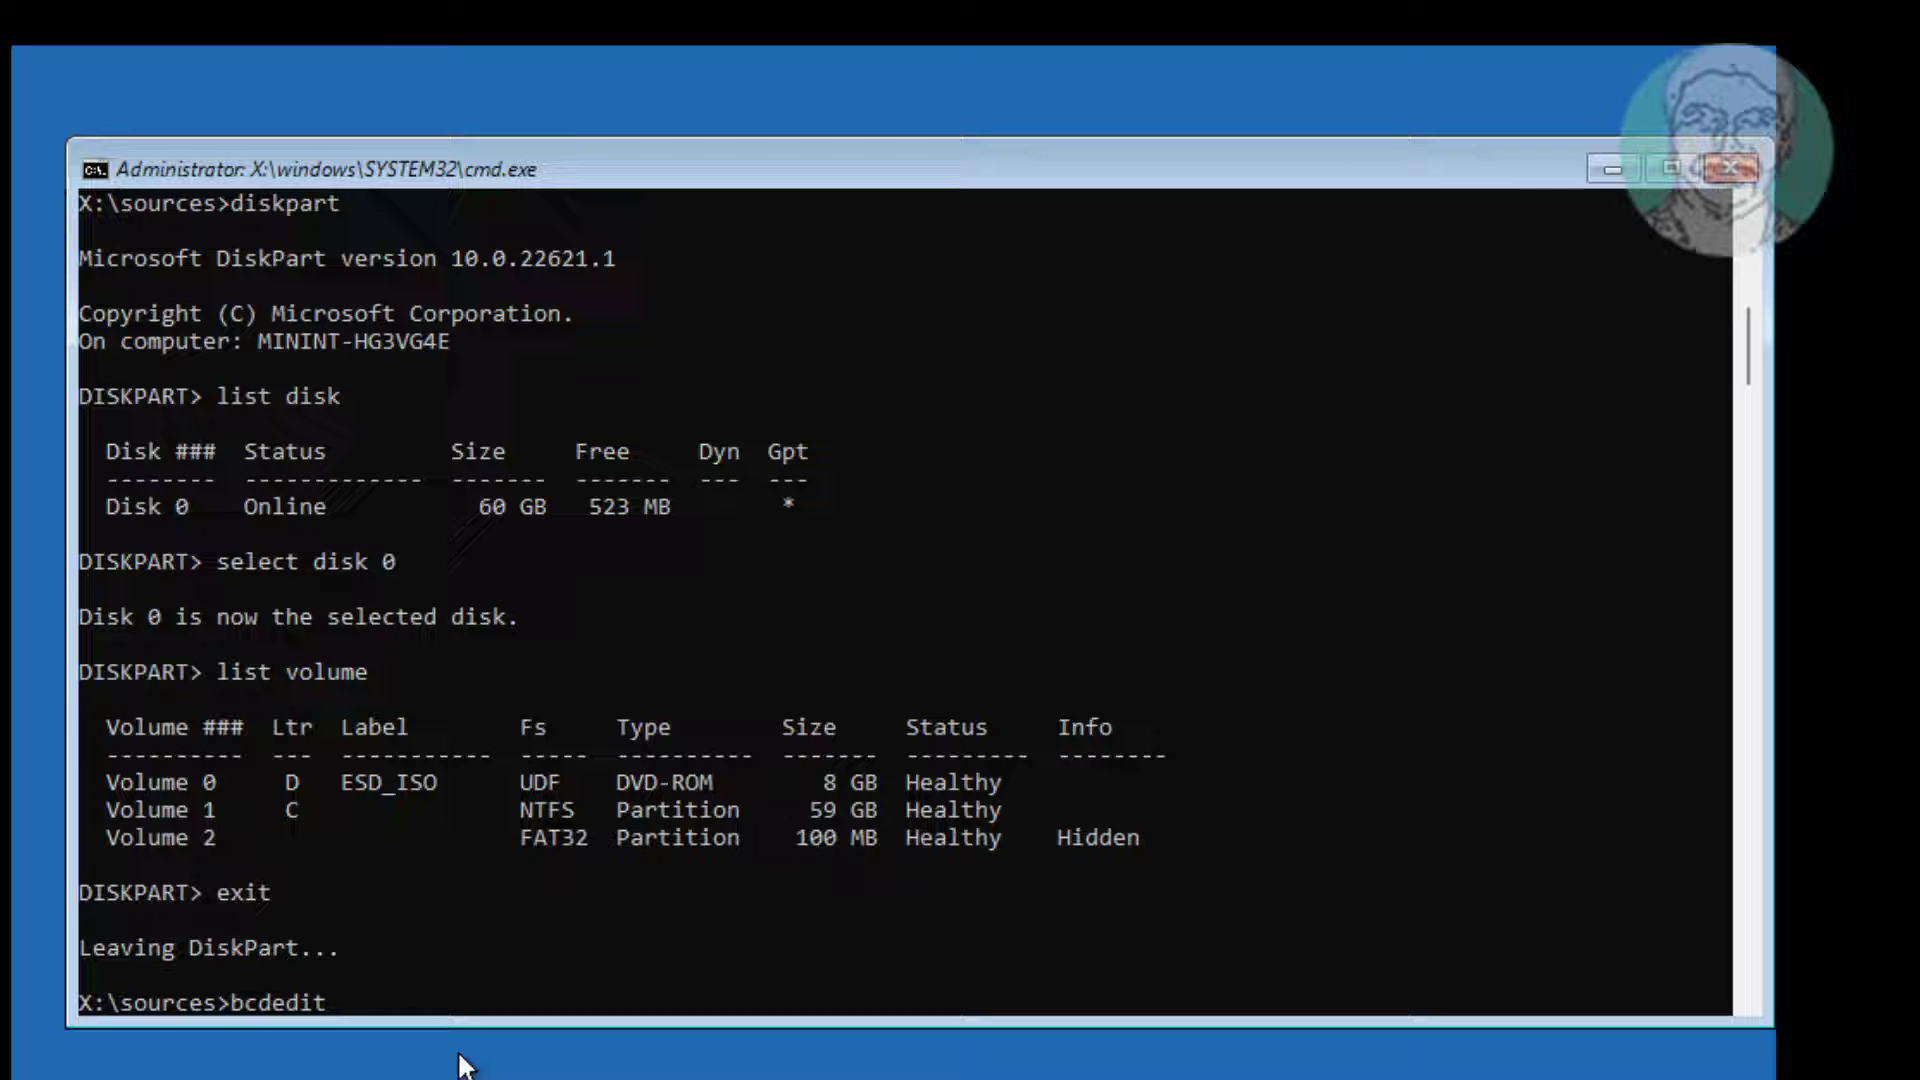 Administrator: X:\windows\SYSTEM32\cmd.exe
X:\sources>diskpart
Microsoft DiskPart version 10.0.22621.1
Copyright (C) Microsoft Corporation.
On computer: MININT-HG3VG4E
DISKPART> list disk
Disk ###  Status         Size     Free     Dyn  Gpt
--------  -------------  -------  -------  ---  ---
Disk 0    Online           60 GB   523 MB        *
DISKPART> select disk 0
Disk 0 is now the selected disk.
DISKPART> list volume
Volume ###  Ltr  Label        Fs     Type        Size     Status     Info
----------  ---  -----------  -----  ----------  -------  ---------  --------
Volume 0     D   ESD_ISO      UDF    DVD-ROM        8 GB  Healthy
Volume 1     C                NTFS   Partition     59 GB  Healthy
Volume 2                      FAT32  Partition    100 MB  Healthy    Hidden
DISKPART> exit
Leaving DiskPart...
X:\sources>bcdedit